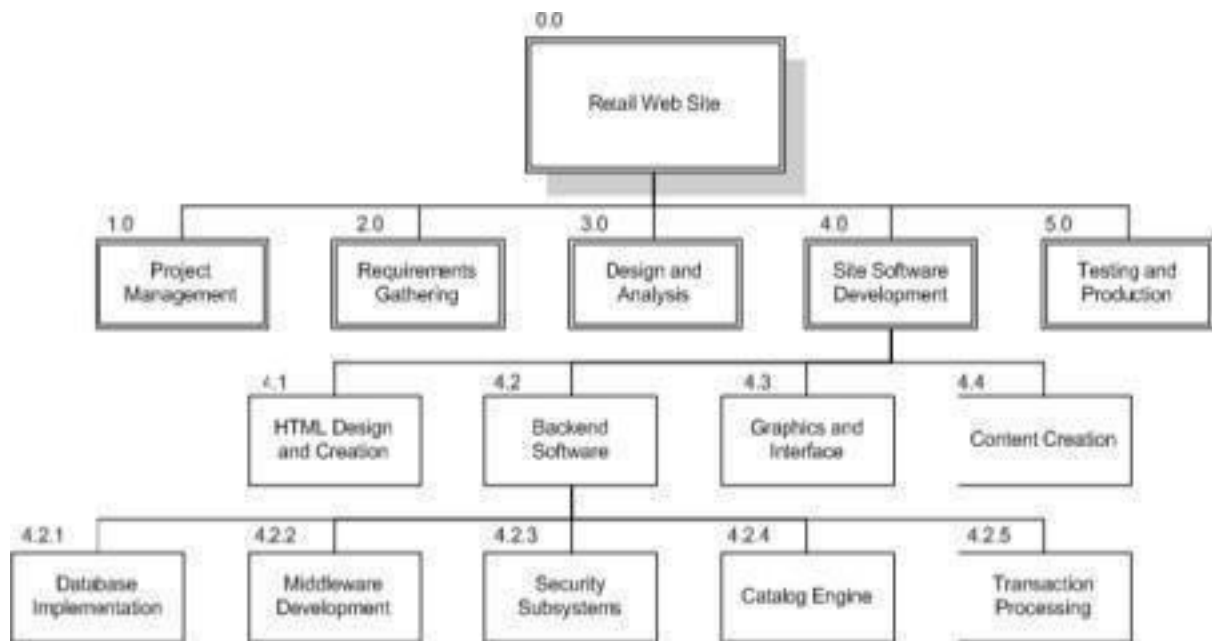 0.0
Retail Web Site
1.0
Project
Management
2.0
Requirements
Gathering
3.0
Design and
Analysis
4.0
Site Software
Development
5.0
Testing and
Production
4.1
HTML Design
and Creation
4.2
Backend
Software
4.3
Graphics and
Interface
4.4
Content Creation
4.2.1
Database
Implementation
4.2.2
Middleware
Development
4.2.3
Security
Subsystems
4.2.4
Catalog Engine
4.2.5
Transaction
Processing